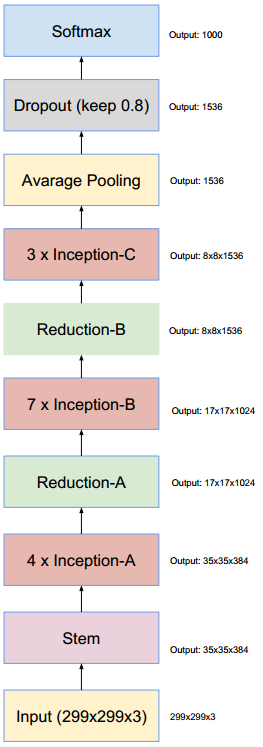 Softmax
Output: 1000
Dropout (keep 0.8)
Output: 1536
Avarage Pooling
Output: 1536
3 x Inception-C
Output: 8x8x1536
Reduction-B
Output: 8x8x1536
7 x Inception-B
Output: 17x17x1024
Reduction-A
Output: 17x17x1024
4 x Inception-A
Output: 35x35x384
Stem
Output: 35x35x384
Input (299x299x3)
299x299x3